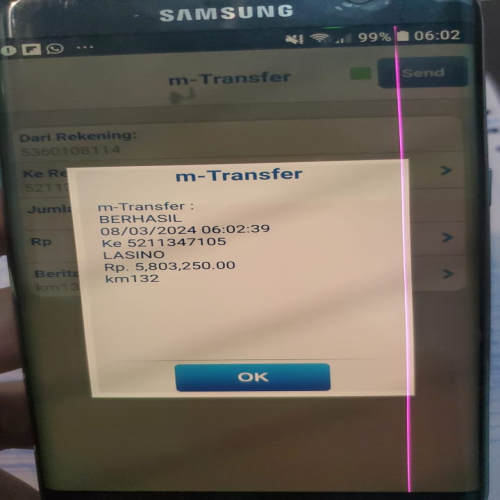 SAMSUNG
99% 06:02
m-Transfer
Send
Dari Rekening:
5360108114
Ke Re
5211
m-Transfer
m-Transfer :
BERHASIL
08/03/2024 06:02:39
Ke 5211347105
LASINO
Rp. 5,803,250.00
km132
Jumla
Rp
Berita
km13
OK